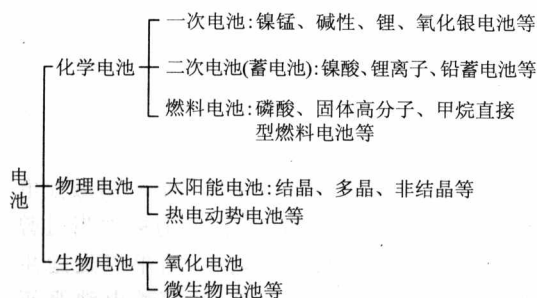 一次电池:镍锰、碱性、锂、氧化银电池等
化学电池
二次电池(蓄电池):镍酸、锂离子、铅蓄电池等
燃料电池:磷酸、固体高分子、甲烷直接
型燃料电池等
电池
物理电池
太阳能电池:结晶、多晶、非结晶等
热电动势电池等
生物电池
氧化电池
微生物电池等